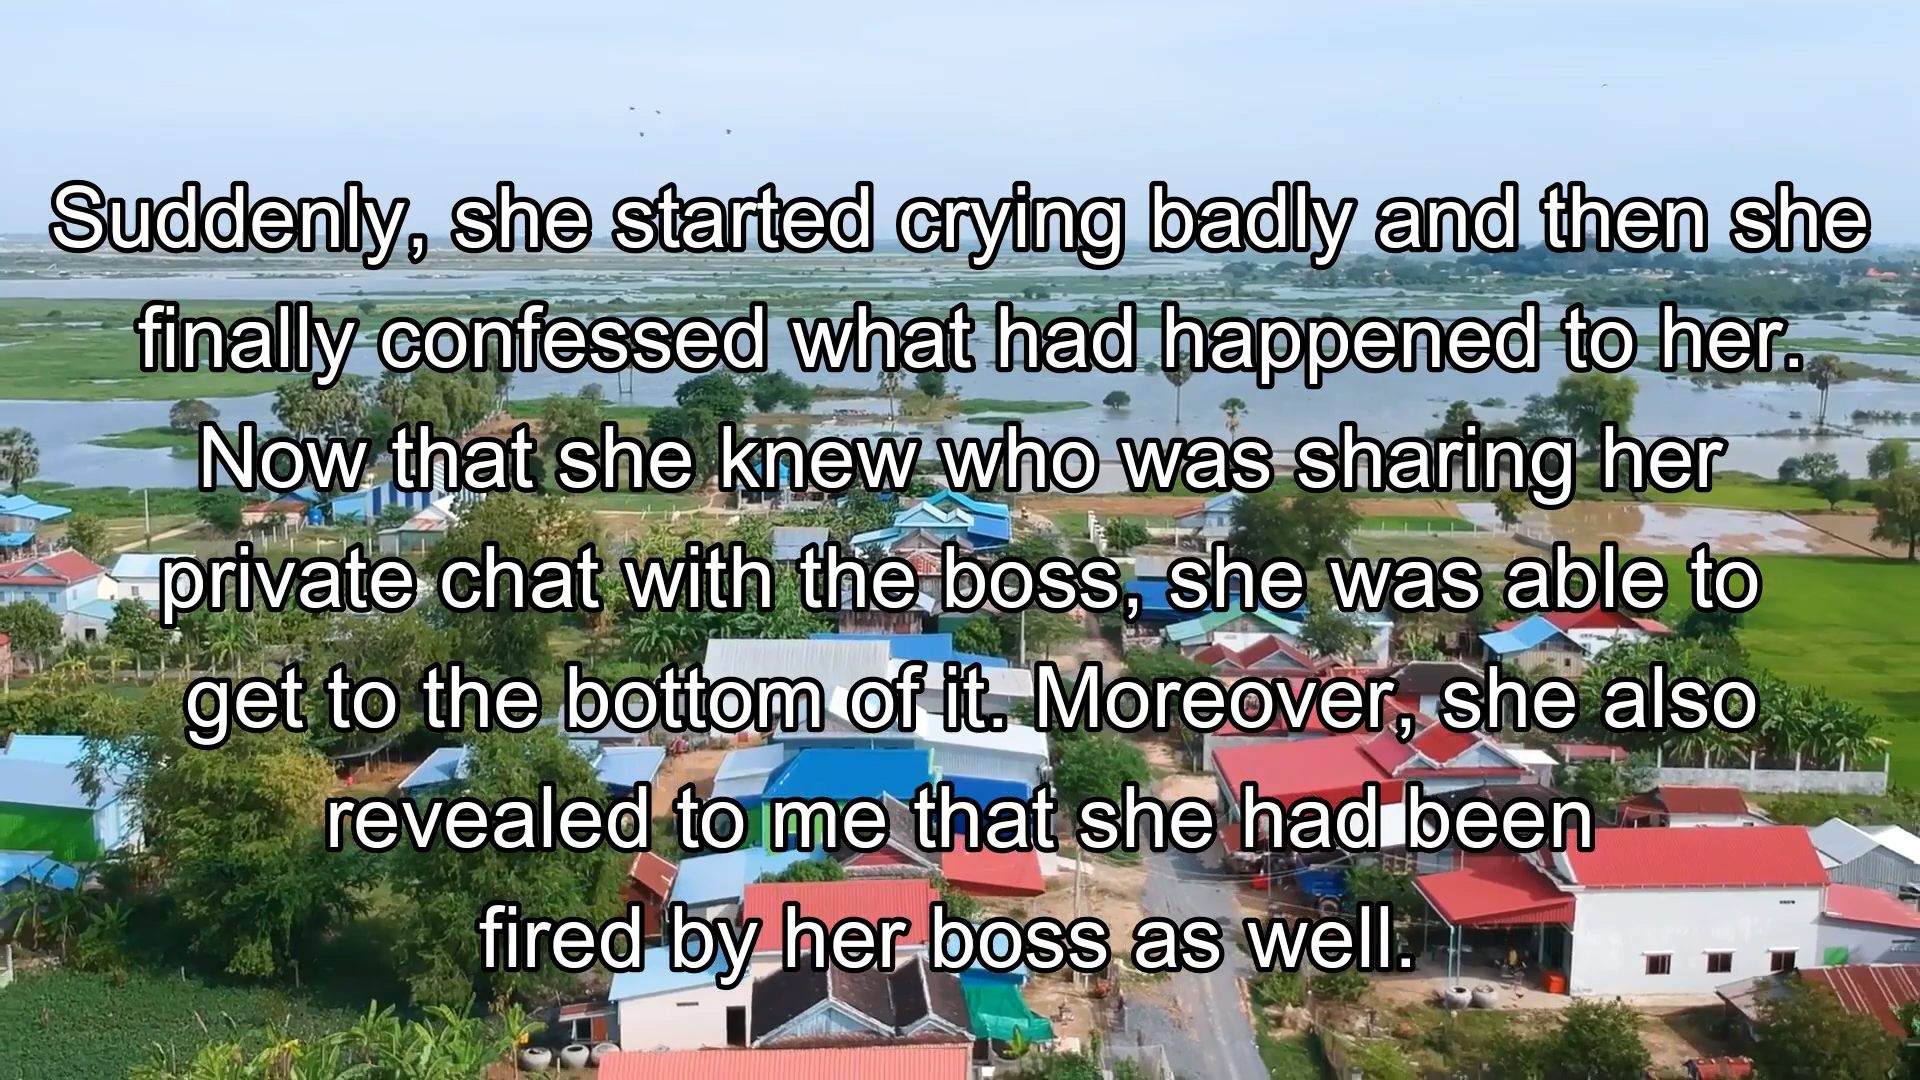 Suddenly, she started crying badly and then she
finally confessed what had happened to her.
Now that she knew who was sharing her
private chat with the boss, she was able to
get to the bottom of it. Moreover, she also
revealed to me that she had been
fired by her boss as well.